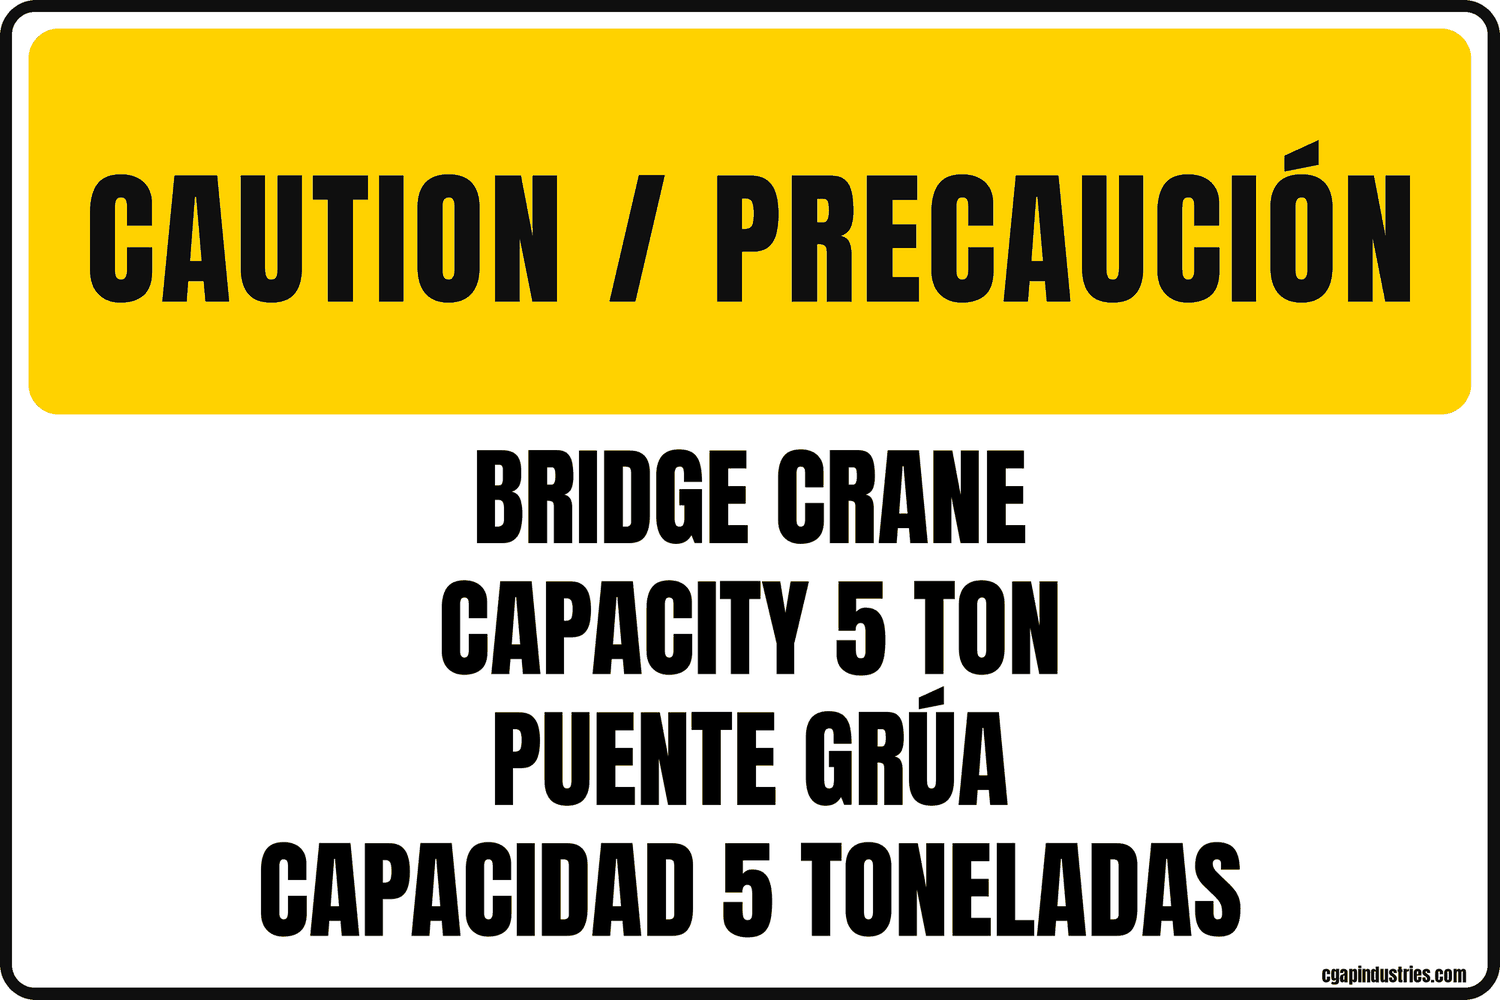 CAUTION / PRECAUCIÓN
BRIDGE CRANE
CAPACITY 5 TON
PUENTE GRÚA
CAPACIDAD 5 TONELADAS
cgapindustries.com